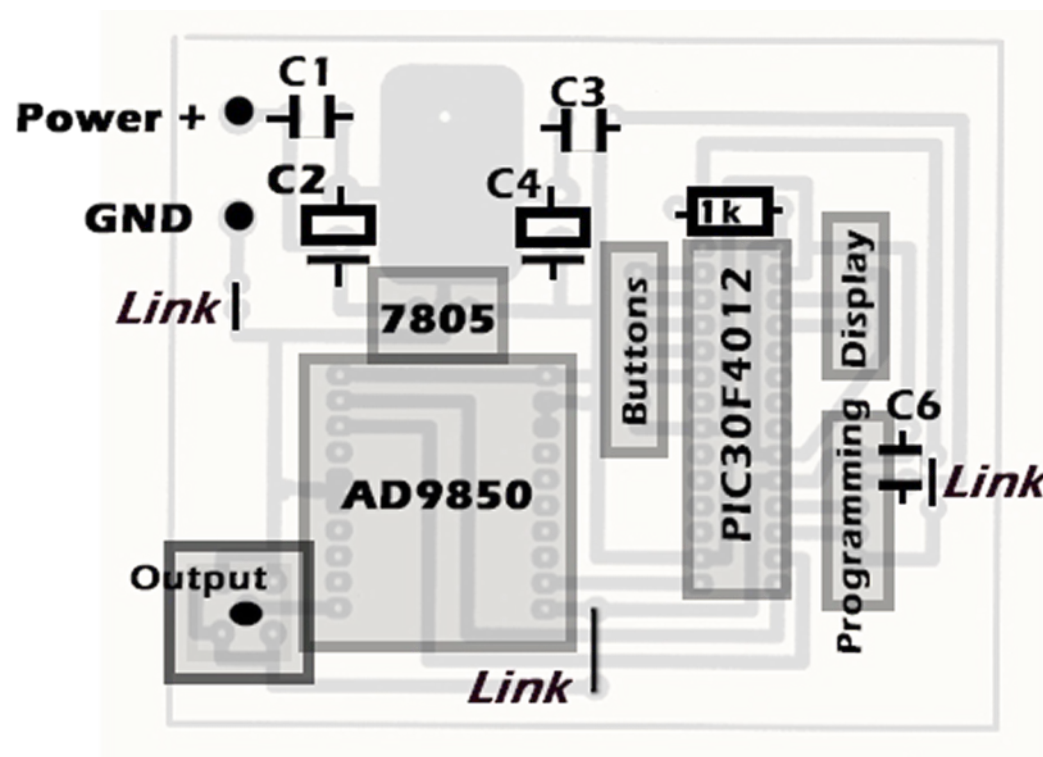 C1
C3
Power +
C2
C4
GND
1k
Link
7805
Buttons
PIC30F4012
Display
C6
AD9850
Programming
Link
Output
Link